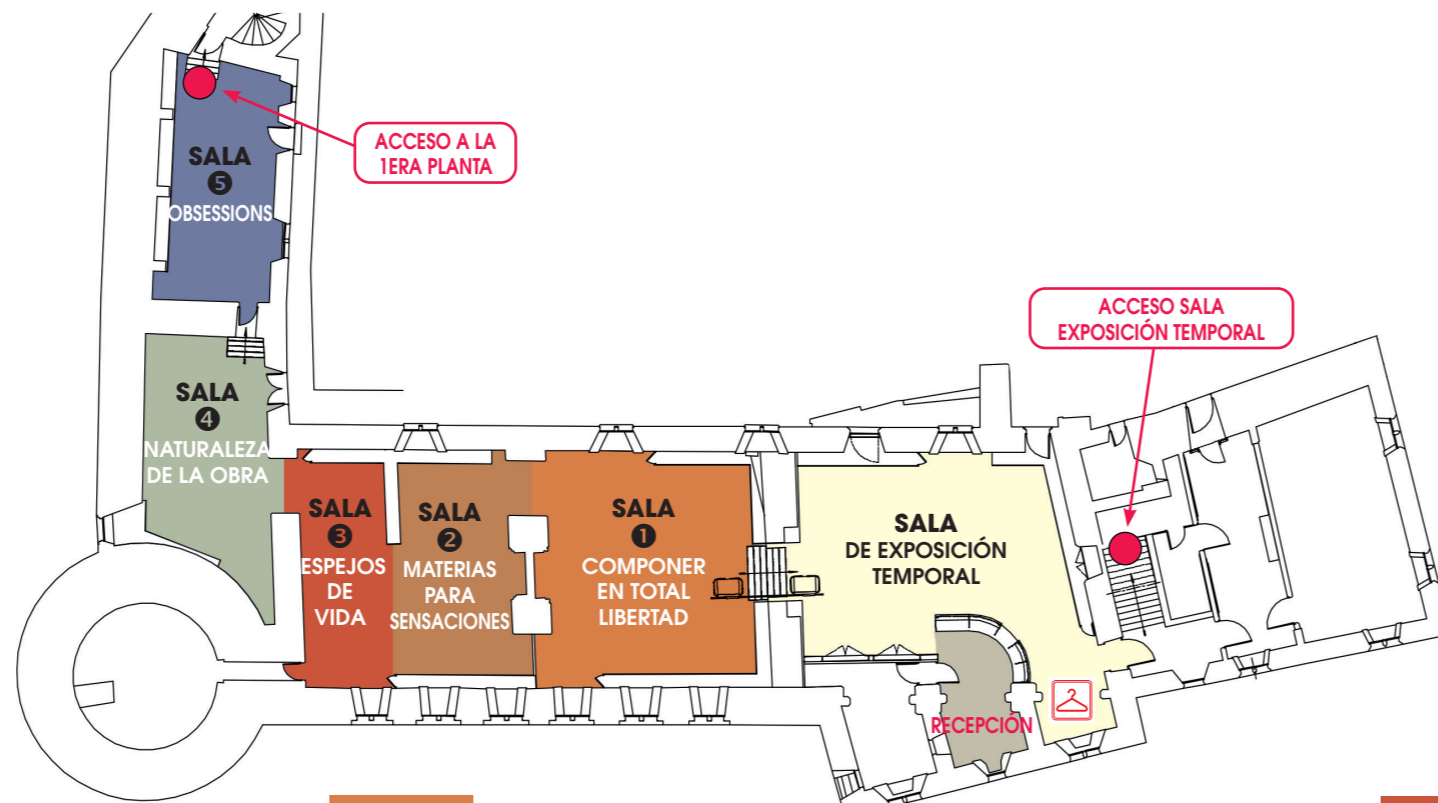 ACCESO A LA
1ERA PLANTA
SALA
5
OBSESSIONS
ACCESO SALA
EXPOSICIÓN TEMPORAL
SALA
4
NATURALEZA
DE LA OBRA
SALA
3
ESPEJOS
DE
VIDA
SALA
2
MATERIAS
PARA
SENSACIONES
SALA
1
COMPONER
EN TOTAL
LIBERTAD
SALA
DE EXPOSICIÓN
TEMPORAL
RECEPCIÓN